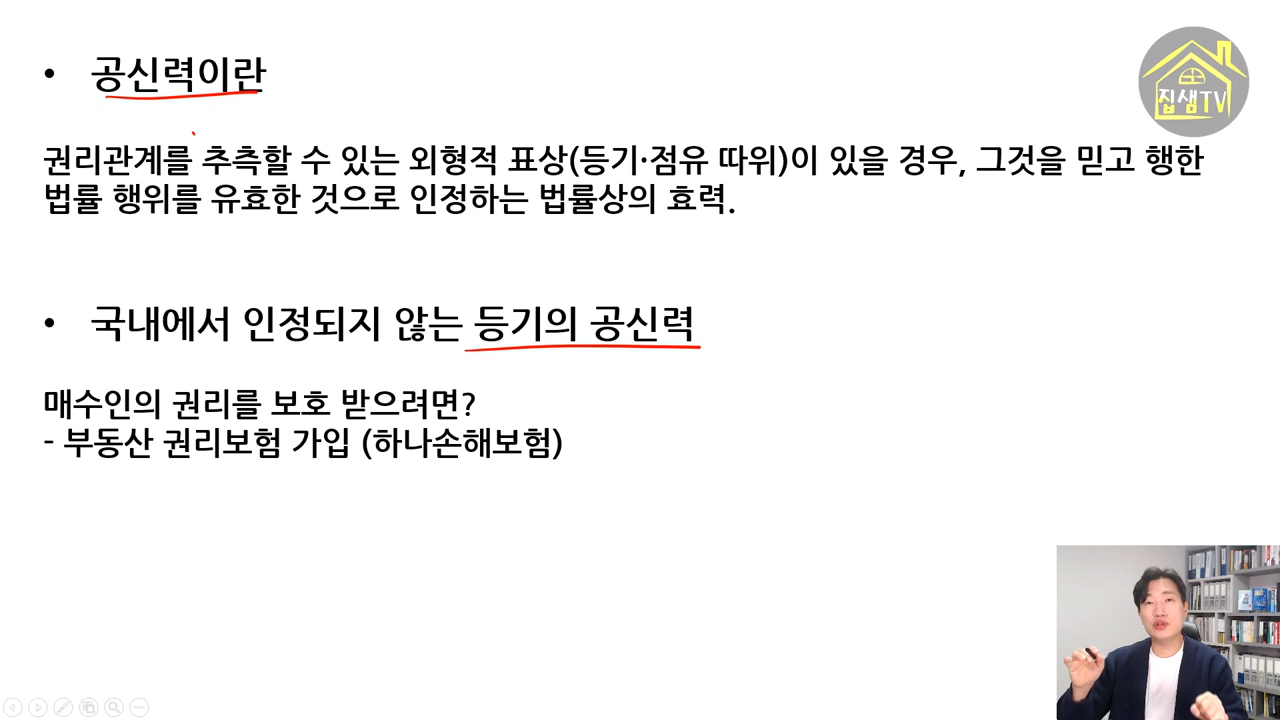 • 공신력이란
집샘TV
권리관계를 추측할 수 있는 외형적 표상(등기·점유 따위)이 있을 경우, 그것을 믿고 행한
법률 행위를 유효한 것으로 인정하는 법률상의 효력.
• 국내에서 인정되지 않는 등기의 공신력
매수인의 권리를 보호 받으려면?
- 부동산 권리보험 가입 (하나손해보험)